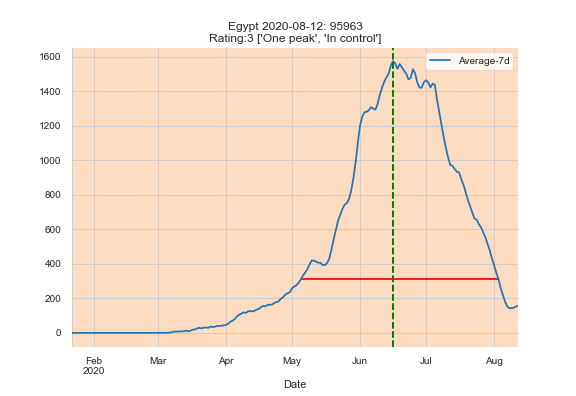 Egypt 2020-08-12: 95963
Rating:3 ['One peak', 'In control']
Average-7d
1600
1400
1200
1000
800
600
400
200
0
Feb Mar Apr May Jun Jul Aug
2020
Date